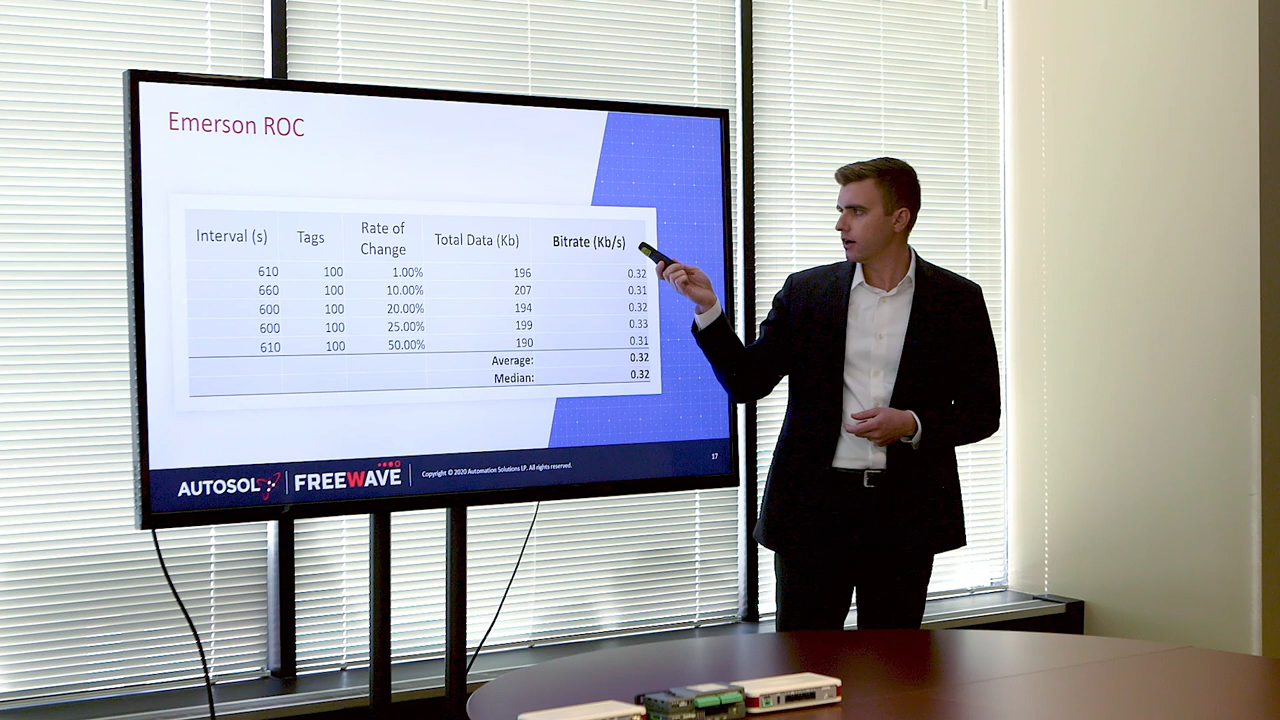 Emerson ROC
Interval (s) Tags Rate of Change Total Data (Kb) Bitrate (Kb/s)
610 100 1.00% 196 0.32
660 100 10.00% 207 0.31
600 100 20.00% 194 0.32
600 100 25.00% 199 0.33
610 100 50.00% 190 0.31
Average: 0.32
Median: 0.32
17
AUTOSOL FREEWAVE Copyright © 2020 Automation Solutions LP. All rights reserved.